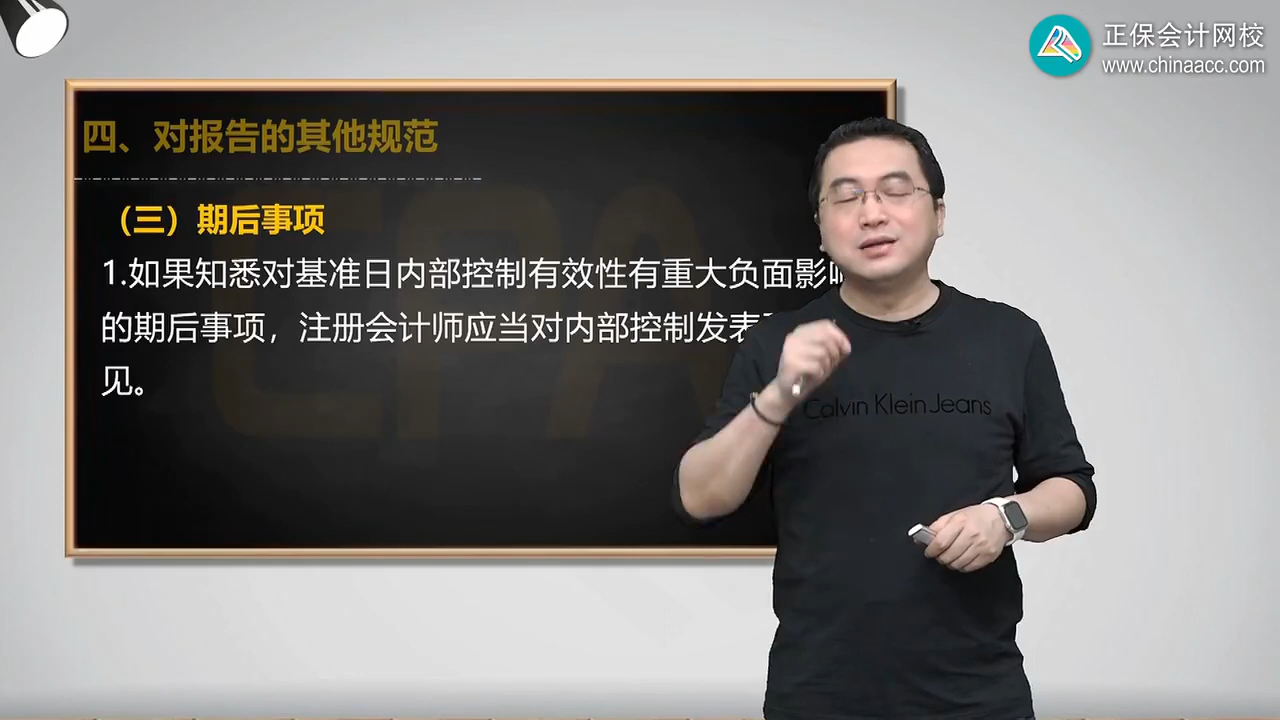 正保会计网校
www.chinaacc.com
四、对报告的其他规范
（三）期后事项
1.如果知悉对基准日内部控制有效性有重大负面影
的期后事项，注册会计师应当对内部控制发表
见。
Calvin Klein Jeans
CPA